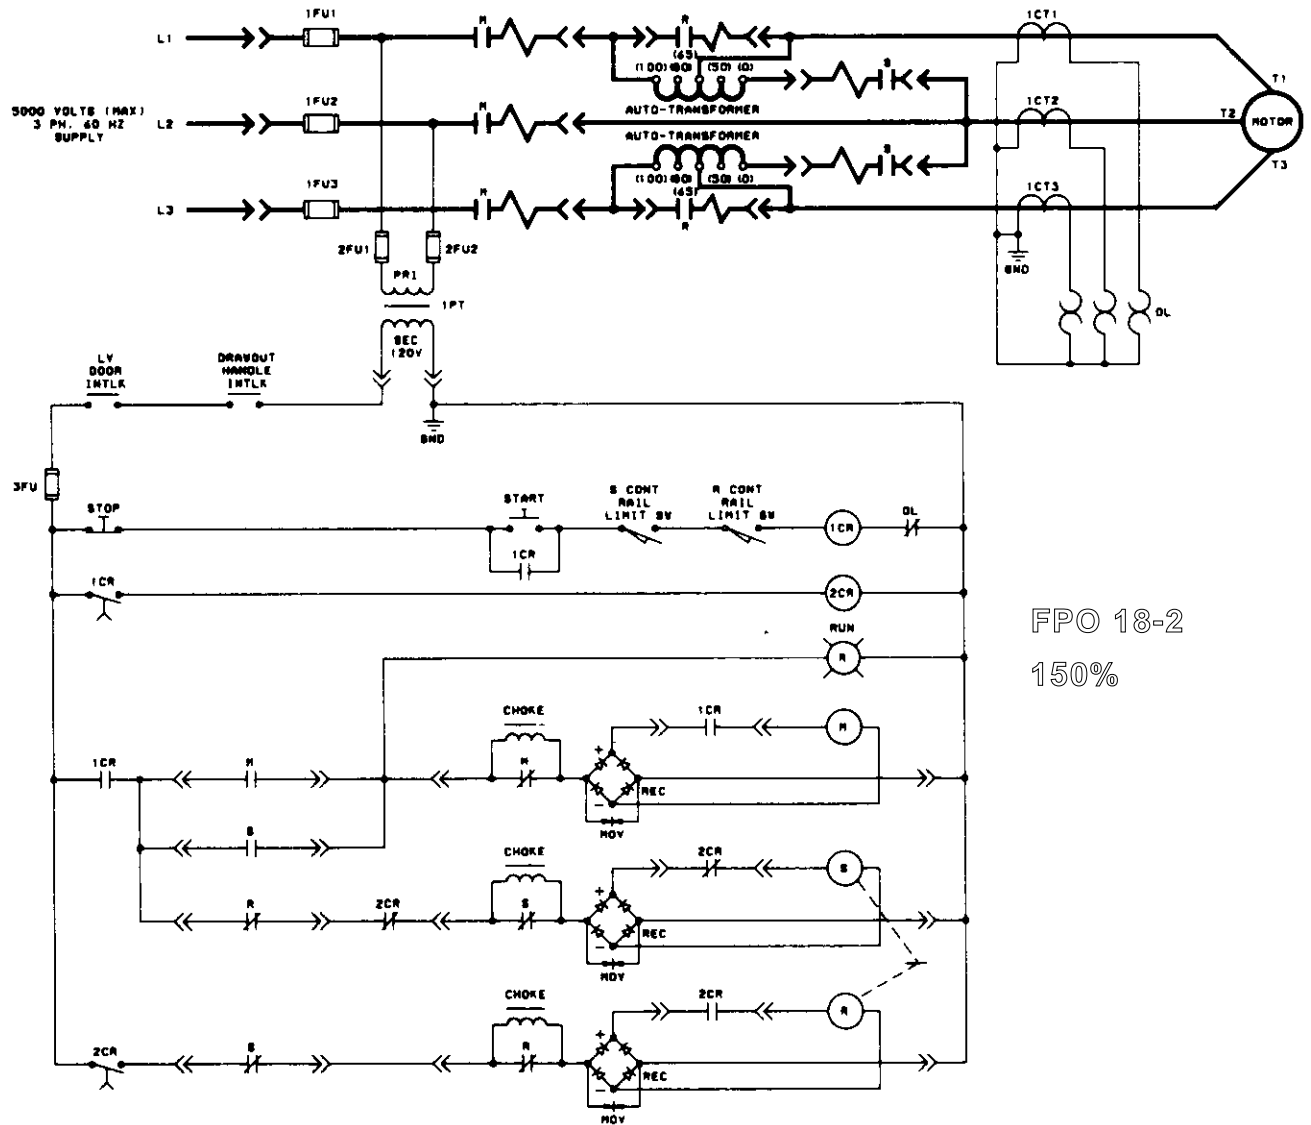 1FU1
M
R
1CT1
L1
(65)
(100) (80) (50) (0)
S
T1
AUTO-TRANSFORMER
5000 VOLTS (MAX)
3 PH. 60 HZ
SUPPLY
1FU2
L2
M
1CT2
T2
MOTOR
AUTO-TRANSFORMER
S
T3
(100) (80) (50) (0)
(65)
1FU3
M
L3
R
1CT3
2FU1
2FU2
GND
PRI
1PT
OL
SEC
120V
LV
DOOR
INTLK
DRAWOUT
HANDLE
INTLK
GND
3FU
STOP
START
S CONT
RAIL
LIMIT SW
R CONT
RAIL
LIMIT SW
1CR
OL
1CR
1CR
2CR
RUN
R
FPO 18-2
150%
CHOKE
1CR
M
1CR
M
M
REC
MOV
+
−
S
CHOKE
2CR
S
R
2CR
S
REC
MOV
+
−
CHOKE
2CR
R
2CR
S
R
REC
MOV
+
−